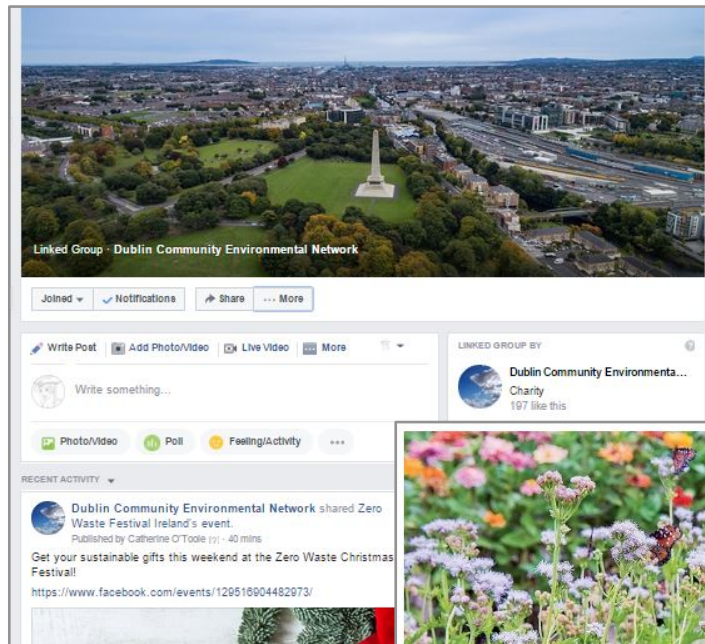 Linked Group · Dublin Community Environmental Network
Joined Notifications Share More
Write Post Add Photo/Video Live Video More
Write something...
Photo/Video Poll Feeling/Activity
LINKED GROUP BY
Dublin Community Environmenta...
Charity
197 like this
RECENT ACTIVITY
Dublin Community Environmental Network shared Zero
Waste Festival Ireland's event.
Published by Catherine O'Toole [?] · 40 mins
Get your sustainable gifts this weekend at the Zero Waste Christmas
Festival!
https://www.facebook.com/events/129516904482973/